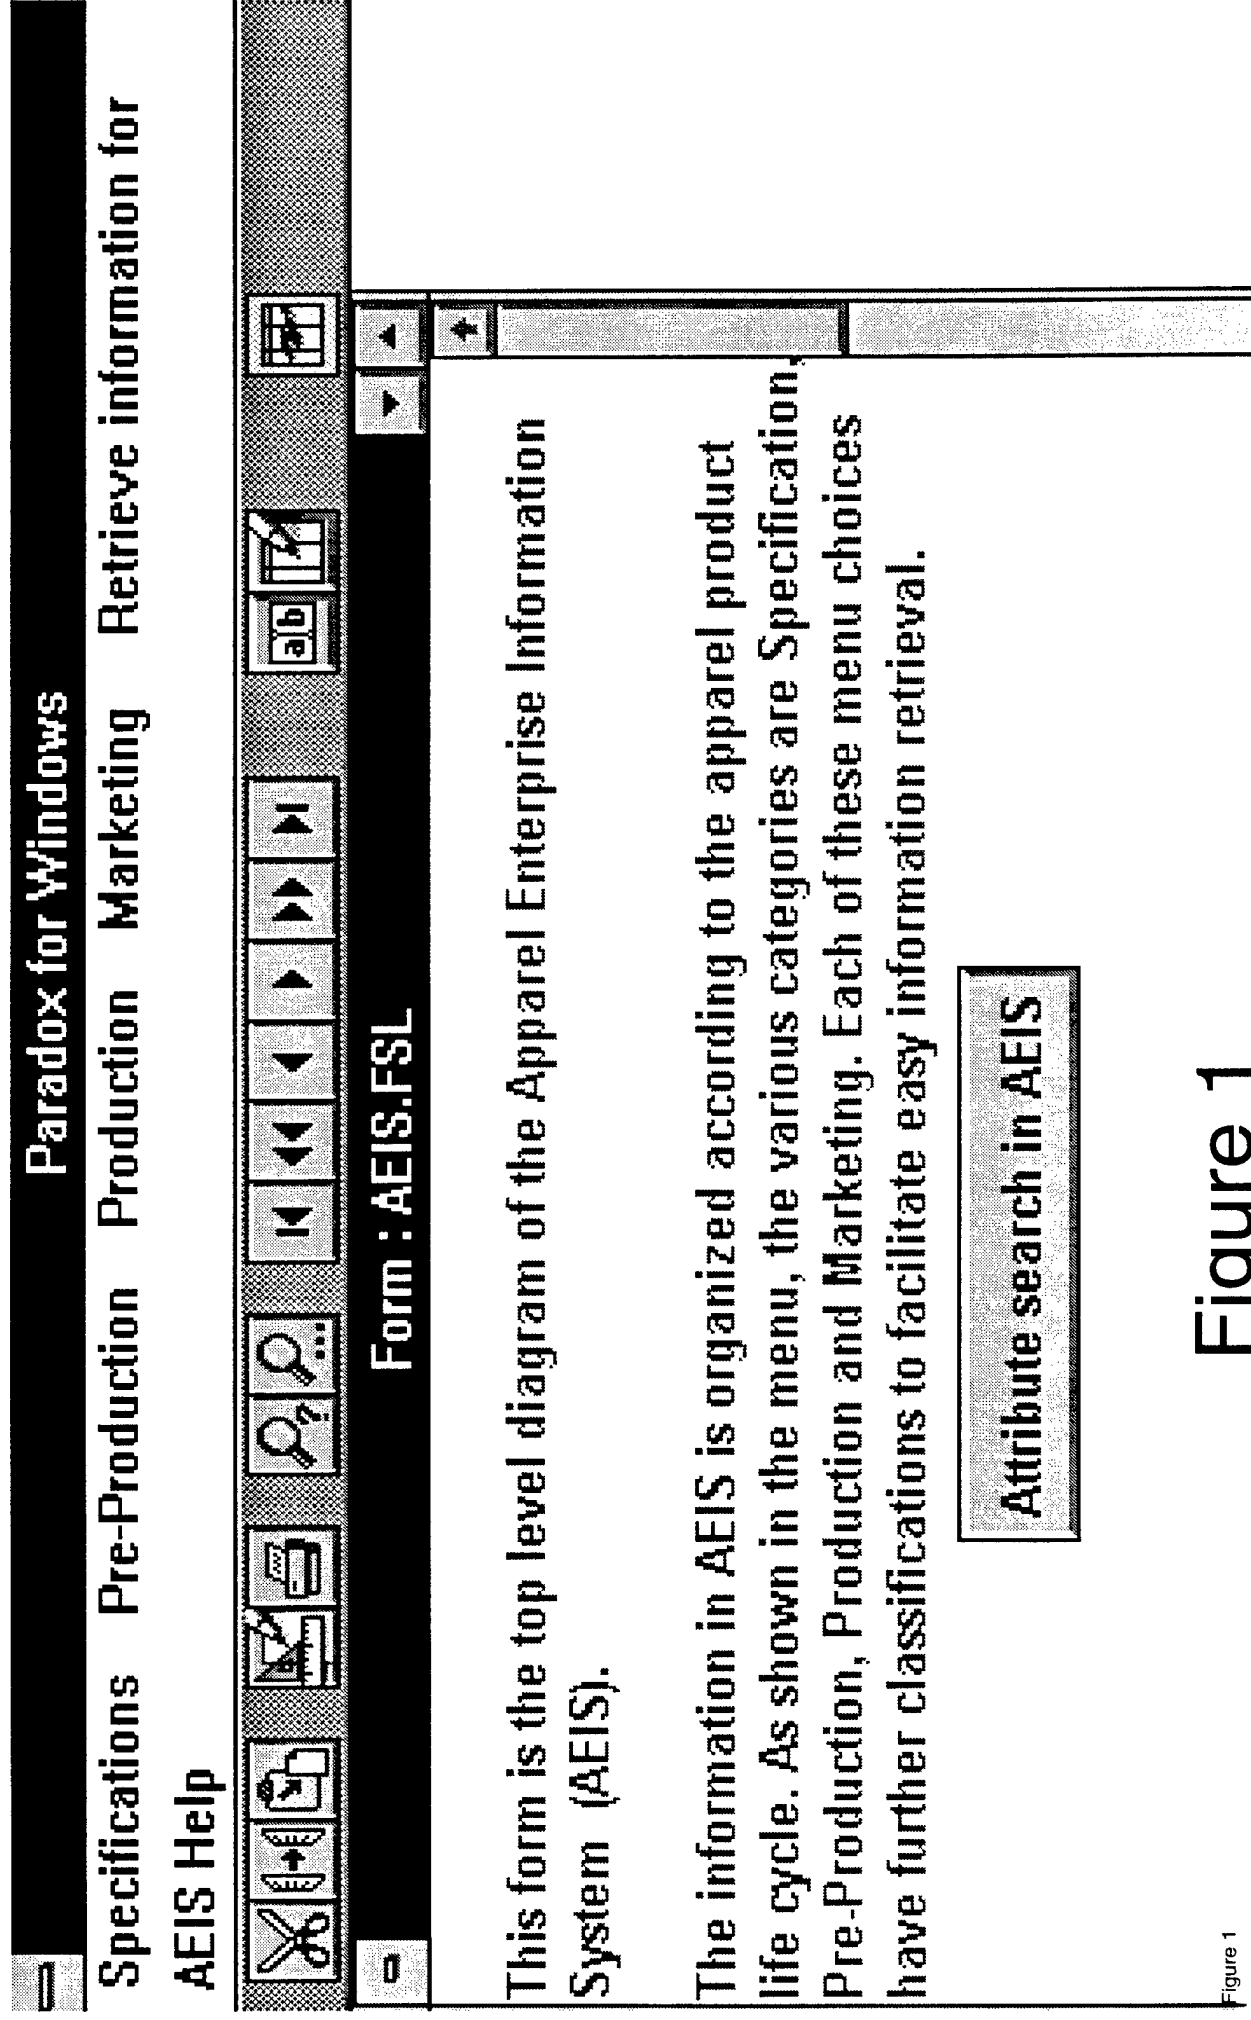 Paradox for Windows
Specifications Pre-Production Production Marketing Retrieve information for
AEIS Help
a b
Form : AEIS.FSL
This form is the top level diagram of the Apparel Enterprise Information
System (AEIS).
The information in AEIS is organized according to the apparel product
life cycle. As shown in the menu, the various categories are Specification,
Pre-Production, Production and Marketing. Each of these menu choices
have further classifications to facilitate easy information retrieval.
Attribute search in AEIS
Figure 1
Figure 1